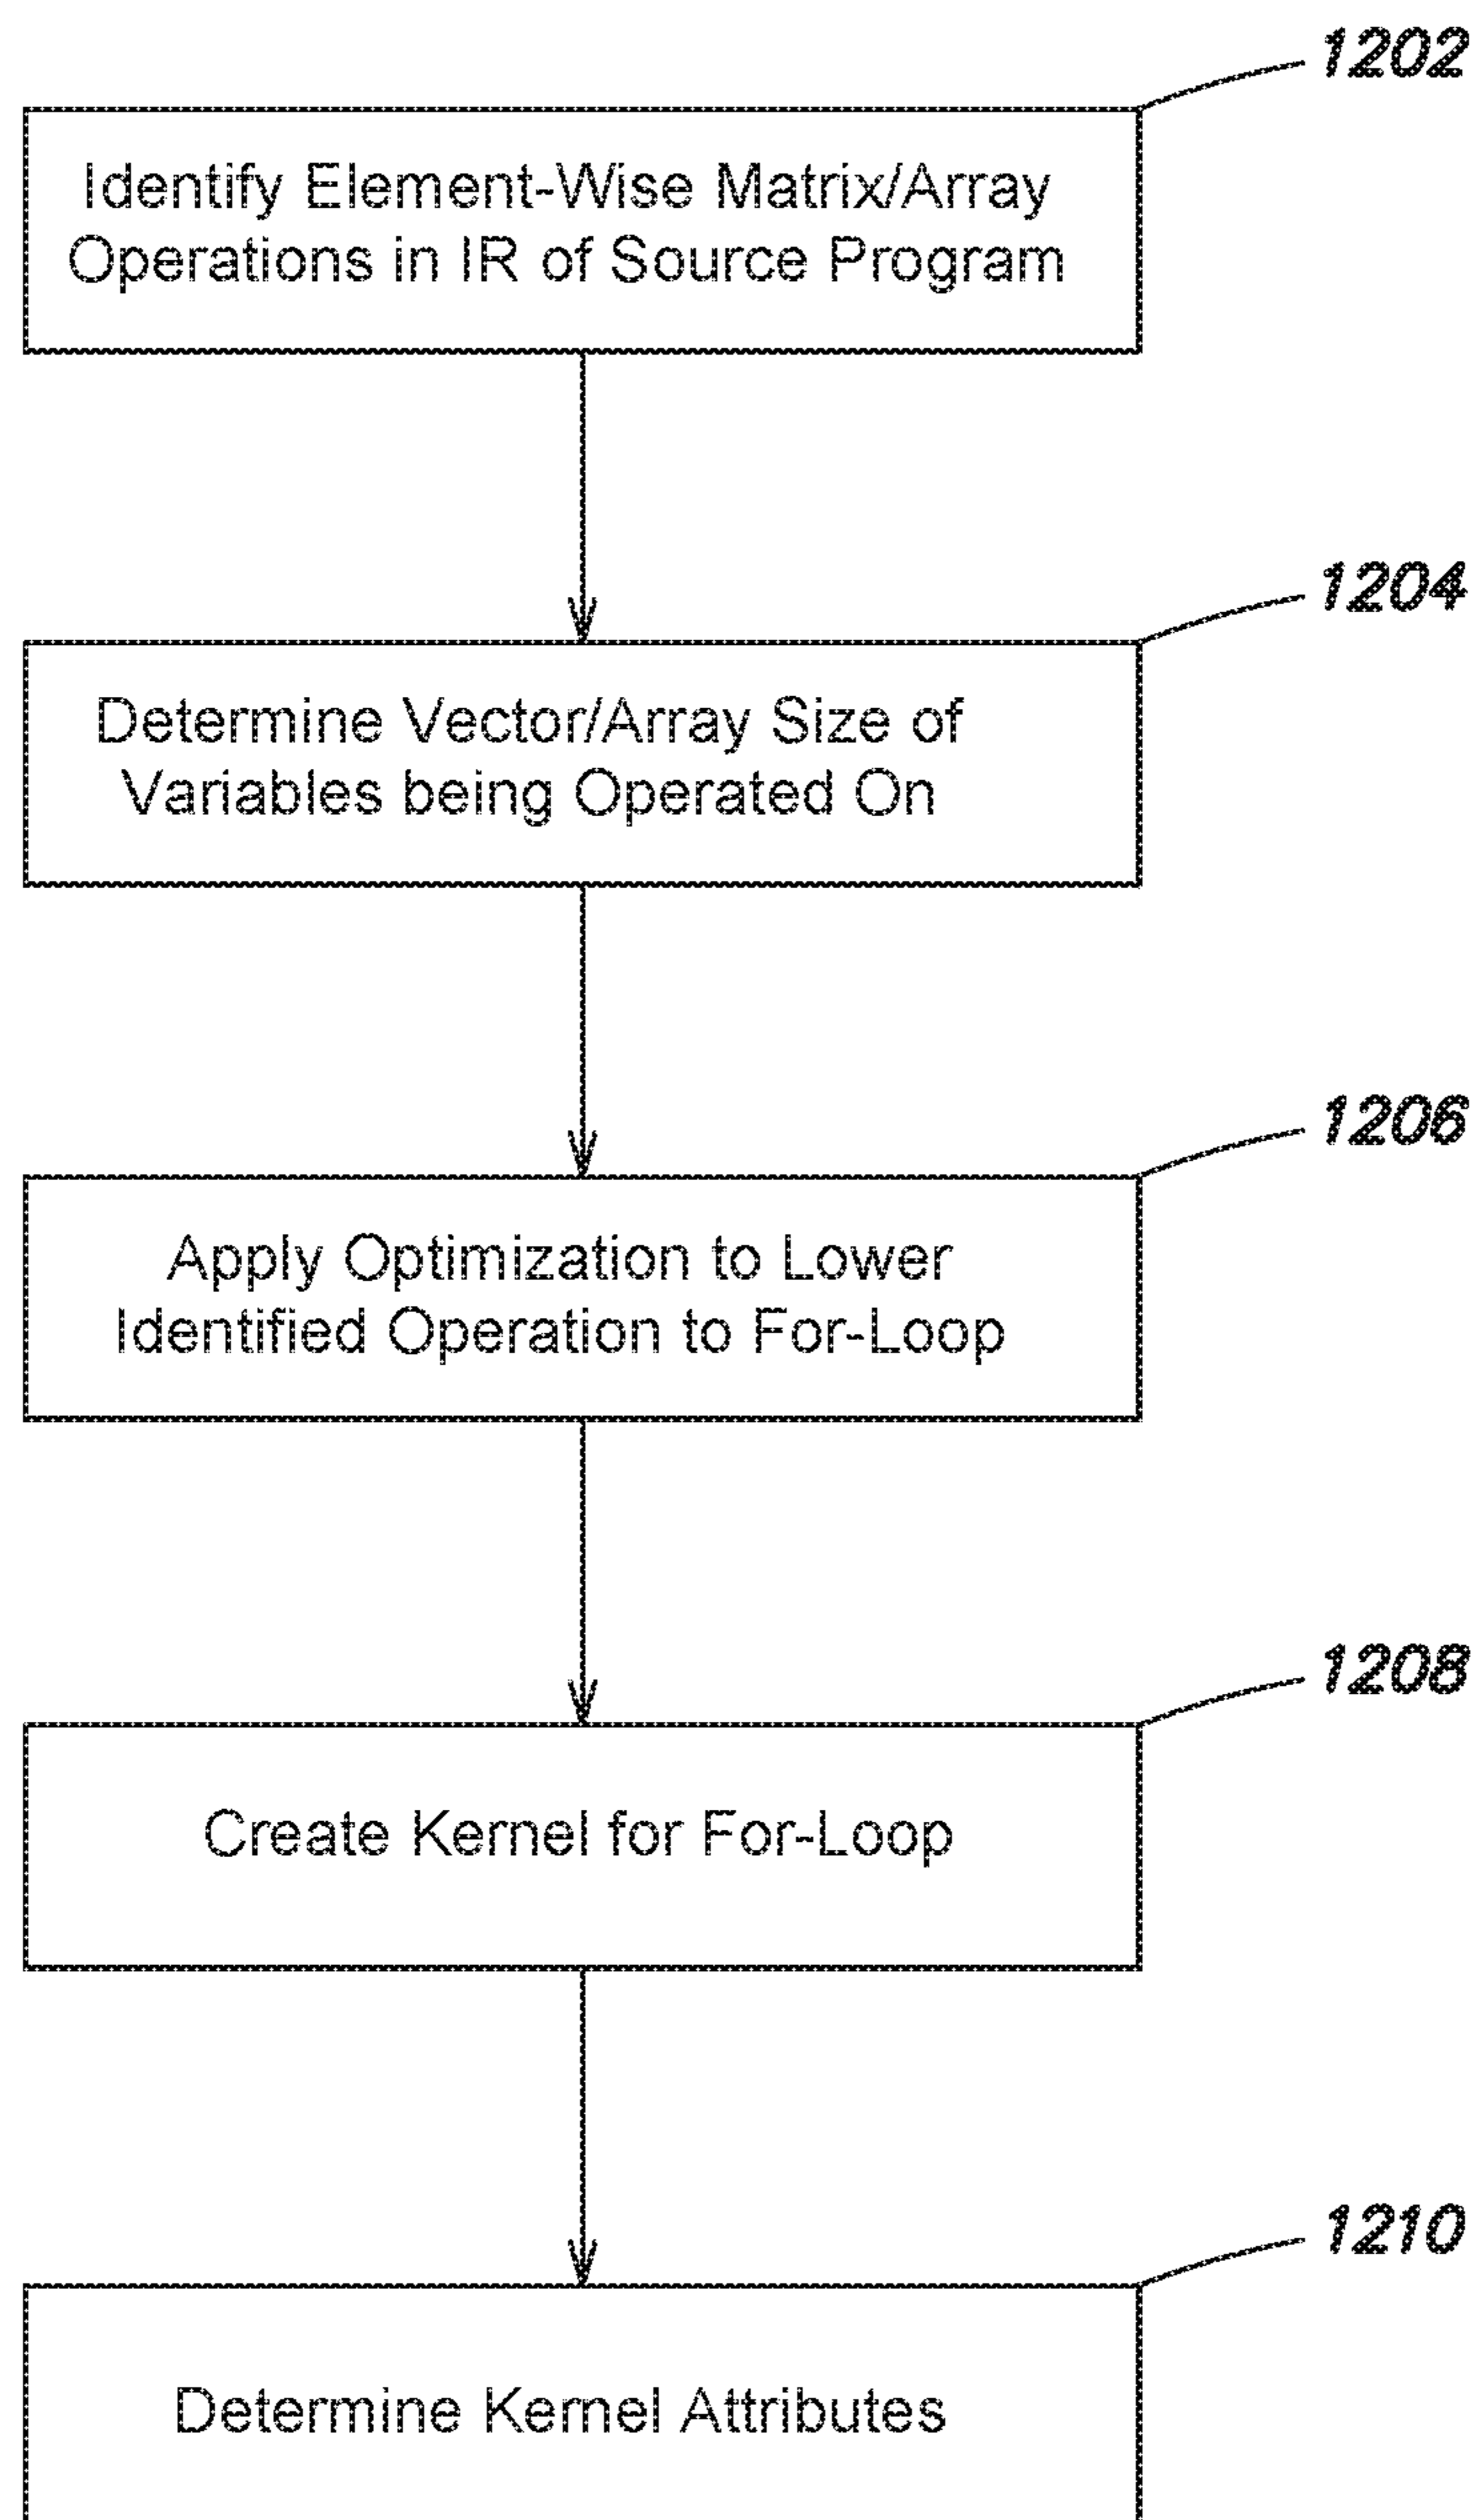 1202
Identify Element-Wise Matrix/Array
Operations in IR of Source Program
1204
Determine Vector/Array Size of
Variables being Operated On
1206
Apply Optimization to Lower
Identified Operation to For-Loop
1208
Create Kernel for For-Loop
1210
Determine Kernel Attributes